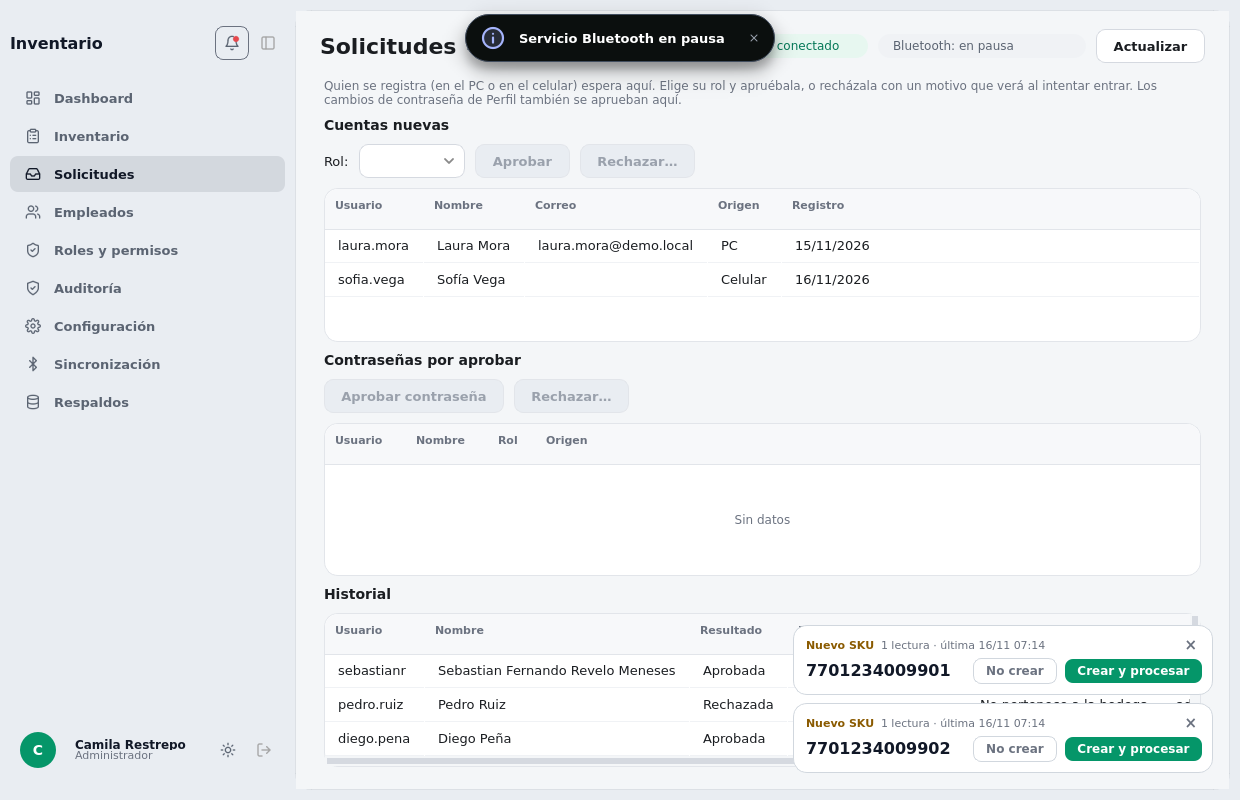 Inventario
Dashboard
Inventario
Solicitudes
Empleados
Roles y permisos
Auditoría
Configuración
Sincronización
Respaldos
C
Camila Restrepo
Administrador
Solicitudes
Servicio Bluetooth en pausa
×
conectado
Bluetooth: en pausa
Actualizar
Quien se registra (en el PC o en el celular) espera aquí. Elige su rol y apruébala, o recházala con un motivo que verá al intentar entrar. Los
cambios de contraseña de Perfil también se aprueban aquí.
Cuentas nuevas
Rol:
Aprobar
Rechazar…
Usuario Nombre Correo Origen Registro
laura.mora Laura Mora laura.mora@demo.local PC 15/11/2026
sofia.vega Sofía Vega Celular 16/11/2026
Contraseñas por aprobar
Aprobar contraseña
Rechazar…
Usuario Nombre Rol Origen
Sin datos
Historial
Usuario Nombre Resultado
sebastianr Sebastian Fernando Revelo Meneses Aprobada
pedro.ruiz Pedro Ruiz Rechazada
diego.pena Diego Peña Aprobada
Nuevo SKU 1 lectura · última 16/11 07:14 ×
7701234009901 No crear Crear y procesar
Nuevo SKU 1 lectura · última 16/11 07:14 ×
7701234009902 No crear Crear y procesar